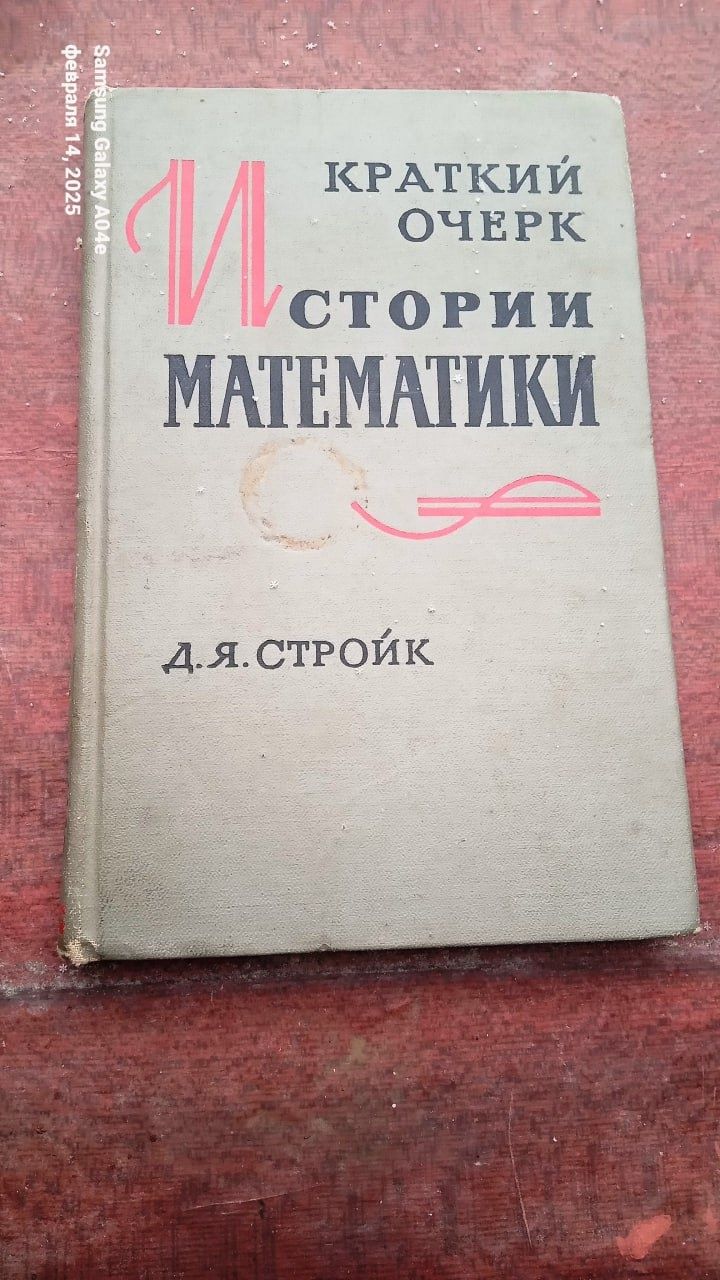 КРАТКИЙ
ОЧЕРК
ИСТОРИИ
МАТЕМАТИКИ
Д.Я.СТРОЙК
Samsung Galaxy A04e
февраля 14, 2025